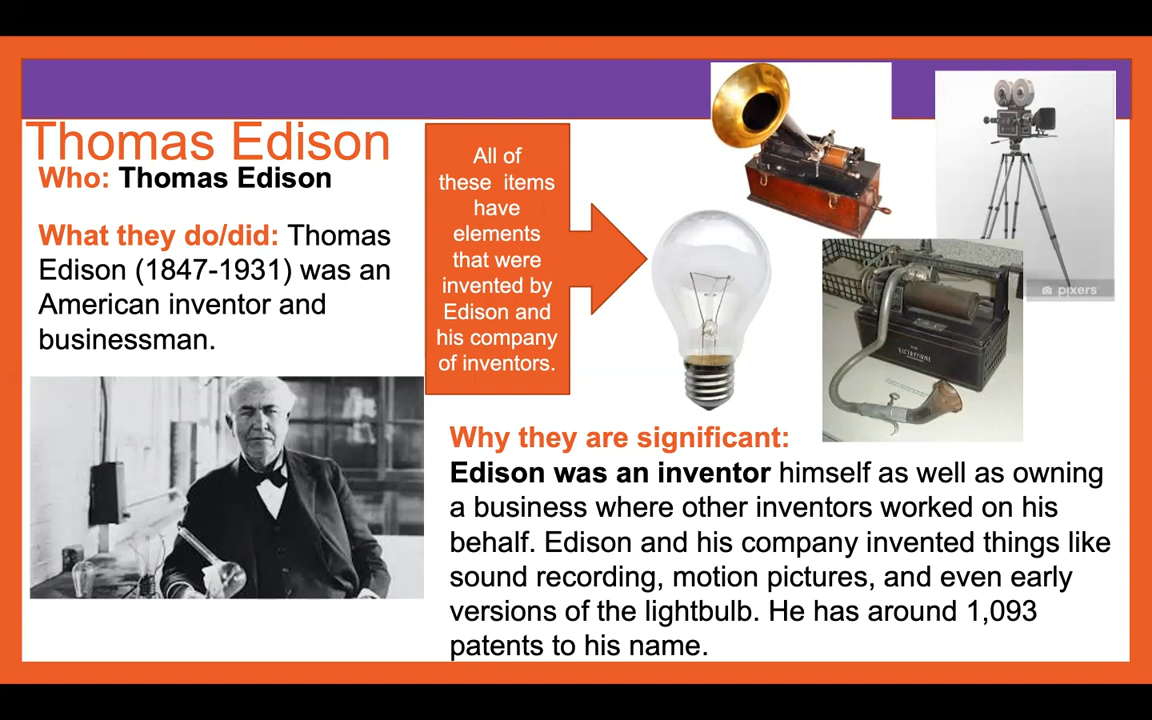 Thomas Edison
Who: Thomas Edison
What they do/did: Thomas
Edison (1847-1931) was an
American inventor and
businessman.
All of
these items
have
elements
that were
invented by
Edison and
his company
of inventors.
pixers
Why they are significant:
Edison was an inventor himself as well as owning
a business where other inventors worked on his
behalf. Edison and his company invented things like
sound recording, motion pictures, and even early
versions of the lightbulb. He has around 1,093
patents to his name.